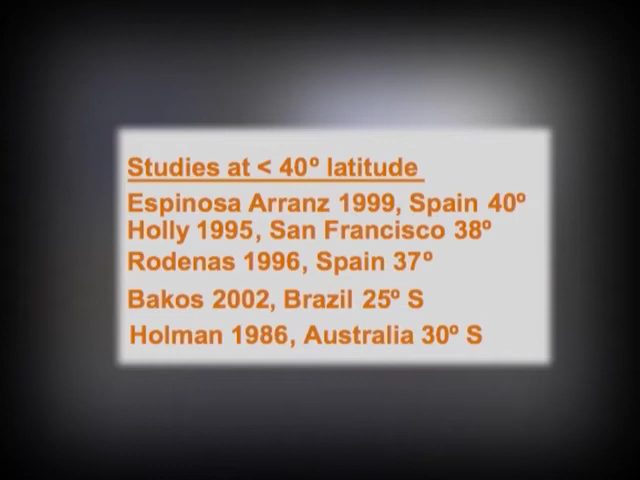 Studies at < 40º latitude
Espinosa Arranz 1999, Spain 40º
Holly 1995, San Francisco 38º
Rodenas 1996, Spain 37º
Bakos 2002, Brazil 25º S
Holman 1986, Australia 30º S